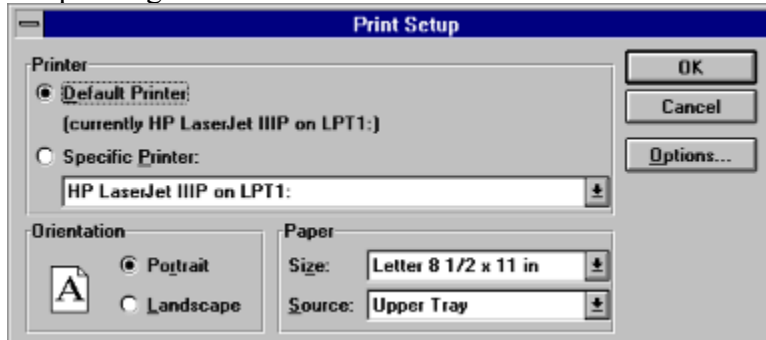 Print Setup
Printer
Default Printer
(currently HP LaserJet IIIP on LPT1:)
Specific Printer:
HP LaserJet IIIP on LPT1:
OK
Cancel
Options...
Orientation
A
Portrait
Landscape
Paper
Size: Letter 8 1/2 x 11 in
Source: Upper Tray